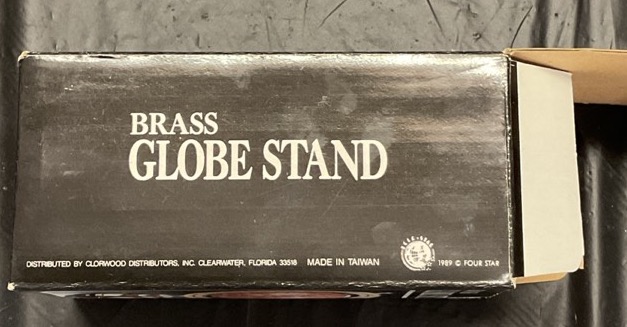 BRASS
GLOBE STAND
DISTRIBUTED BY CLORWOOD DISTRIBUTORS, INC. CLEARWATER, FLORIDA 33518 MADE IN TAIWAN 1989 © FOUR STAR